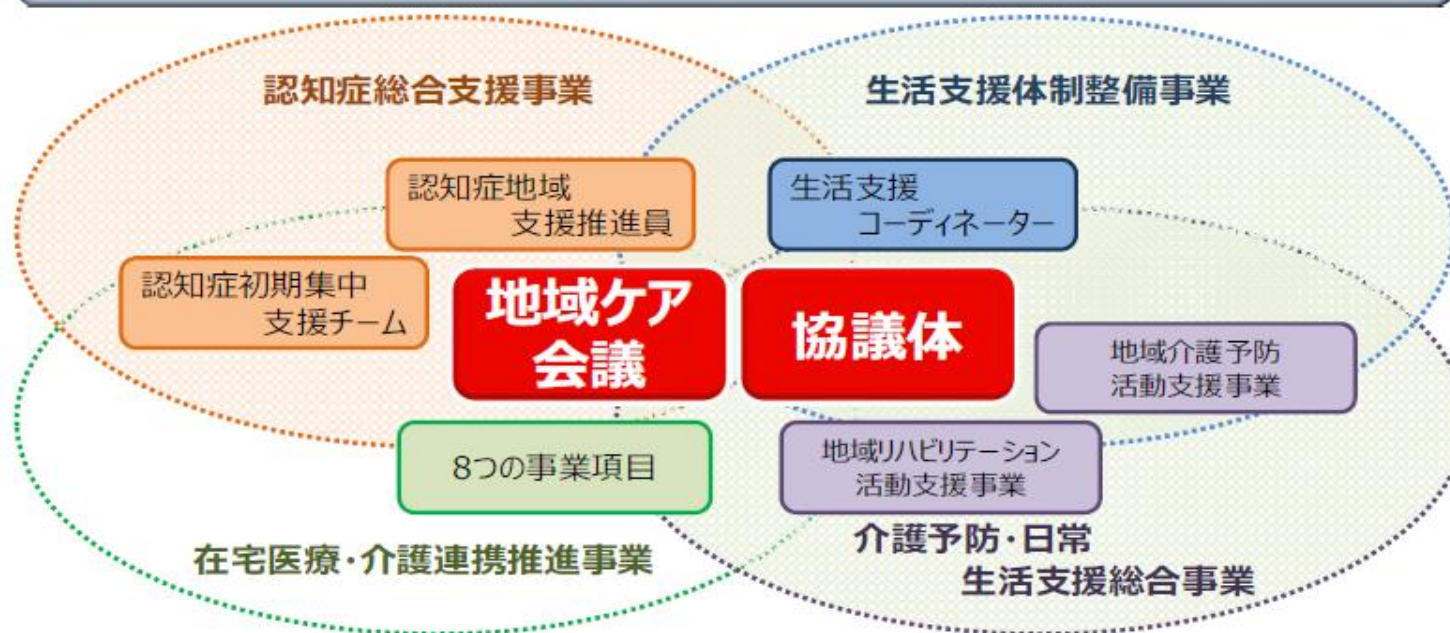 認知症総合支援事業
生活支援体制整備事業
認知症地域
支援推進員
生活支援
コーディネーター
認知症初期集中
支援チーム
地域ケア
会議
協議体
地域介護予防
活動支援事業
8つの事業項目
地域リハビリテーション
活動支援事業
在宅医療・介護連携推進事業
介護予防・日常
生活支援総合事業